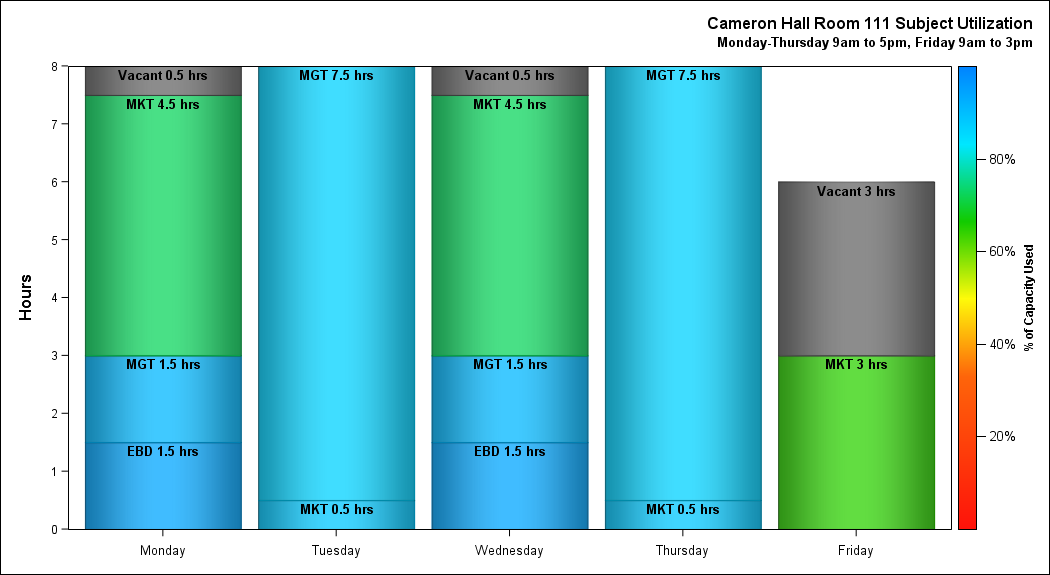 Cameron Hall Room 111 Subject Utilization
Monday-Thursday 9am to 5pm, Friday 9am to 3pm
Hours
8
7
6
5
4
3
2
1
0
Vacant 0.5 hrs
MKT 4.5 hrs
MGT 1.5 hrs
EBD 1.5 hrs
MGT 7.5 hrs
MKT 0.5 hrs
Vacant 0.5 hrs
MKT 4.5 hrs
MGT 1.5 hrs
EBD 1.5 hrs
MGT 7.5 hrs
MKT 0.5 hrs
Vacant 3 hrs
MKT 3 hrs
Monday
Tuesday
Wednesday
Thursday
Friday
80%
60%
40%
20%
% of Capacity Used